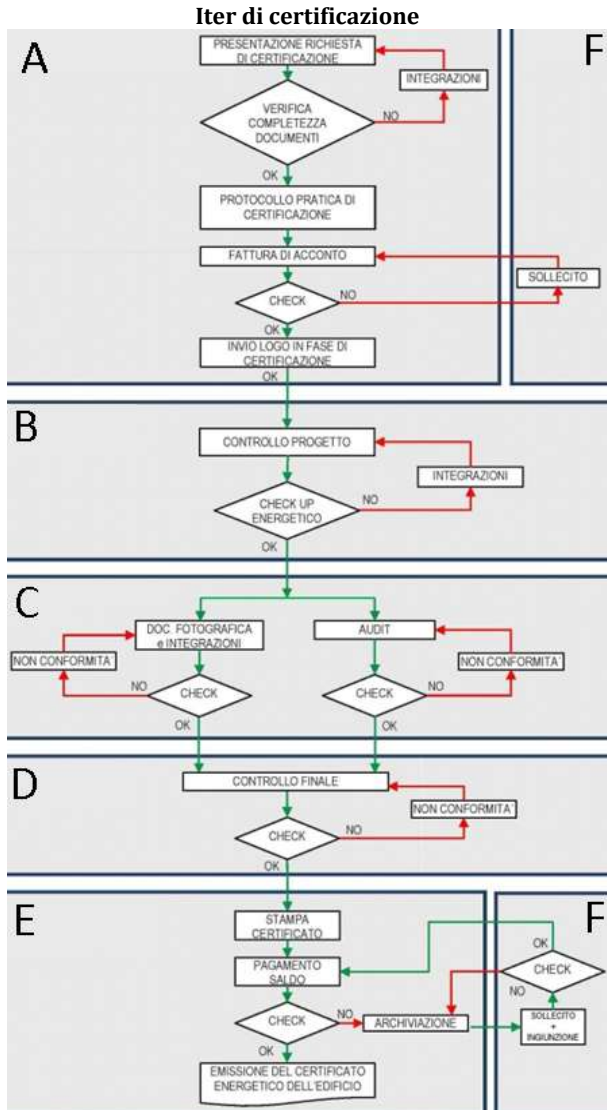 Iter di certificazione
A
F
PRESENTAZIONE RICHIESTA
DI CERTIFICAZIONE
INTEGRAZIONI
VERIFICA
COMPLETEZZA
DOCUMENTI
NO
OK
PROTOCOLLO PRATICA DI
CERTIFICAZIONE
FATTURA DI ACCONTO
SOLLECITO
CHECK
NO
OK
INVIO LOGO IN FASE DI
CERTIFICAZIONE
OK
B
CONTROLLO PROGETTO
INTEGRAZIONI
CHECK UP
ENERGETICO
NO
OK
C
DOC. FOTOGRAFICA
e INTEGRAZIONI
AUDIT
NON CONFORMITA'
NON CONFORMITA'
NO
CHECK
CHECK
NO
OK
OK
D
CONTROLLO FINALE
NON CONFORMITA'
CHECK
NO
OK
E
F
STAMPA
CERTIFICATO
OK
PAGAMENTO
SALDO
CHECK
NO
CHECK
NO
ARCHIVIAZIONE
SOLLECITO
+
INGIUNZIONE
OK
EMISSIONE DEL CERTIFICATO
ENERGETICO DELL'EDIFICIO